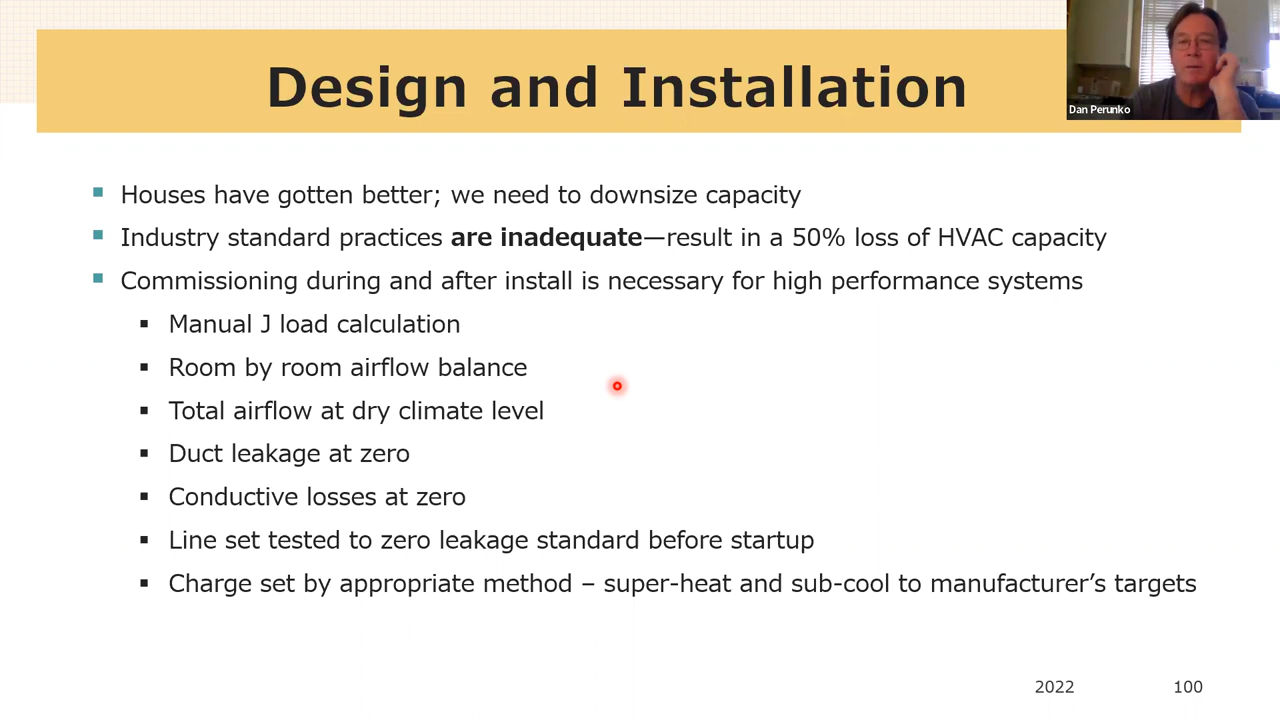 Design and Installation
Dan Perunko
Houses have gotten better; we need to downsize capacity
Industry standard practices are inadequate—result in a 50% loss of HVAC capacity
Commissioning during and after install is necessary for high performance systems
Manual J load calculation
Room by room airflow balance
Total airflow at dry climate level
Duct leakage at zero
Conductive losses at zero
Line set tested to zero leakage standard before startup
Charge set by appropriate method – super-heat and sub-cool to manufacturer’s targets
2022 100